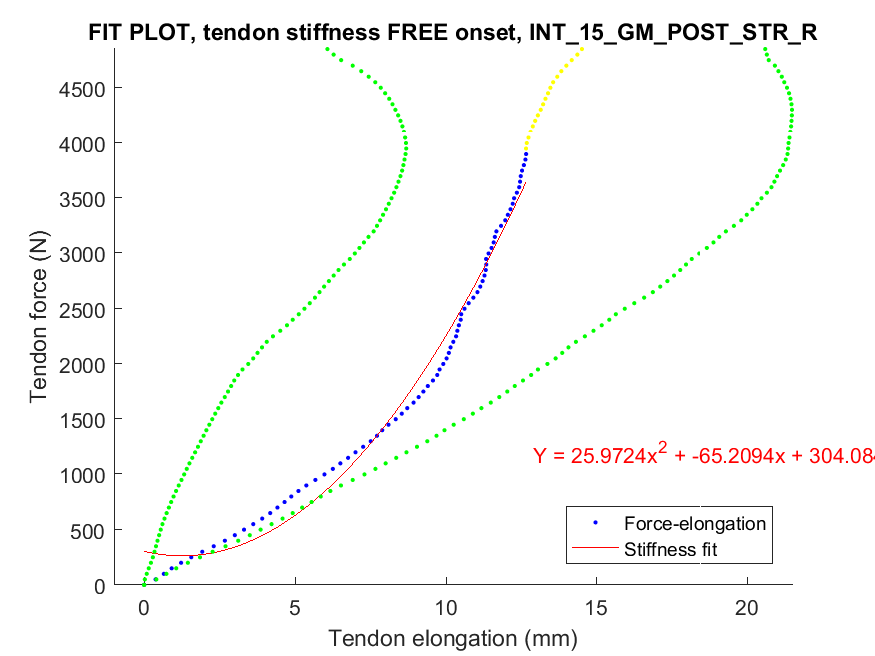 FIT PLOT, tendon stiffness FREE onset, INT_15_GM_POST_STR_R
4500
4000
3500
3000
2500
2000
1500
1000
500
0
Tendon force (N)
Y = 25.9724x² + -65.2094x + 304.084
Force-elongation
Stiffness fit
0 5 10 15 20
Tendon elongation (mm)